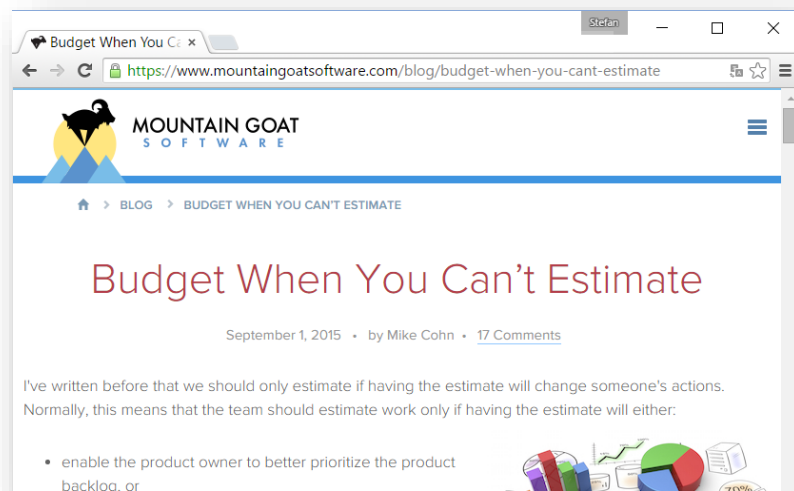 Stefan
Budget When You Ca
https://www.mountaingoatsoftware.com/blog/budget-when-you-cant-estimate
MOUNTAIN GOAT
SOFTWARE
BLOG > BUDGET WHEN YOU CAN'T ESTIMATE
Budget When You Can't Estimate
September 1, 2015 • by Mike Cohn • 17 Comments
I've written before that we should only estimate if having the estimate will change someone's actions.
Normally, this means that the team should estimate work only if having the estimate will either:
• enable the product owner to better prioritize the product
backlog, or
70%